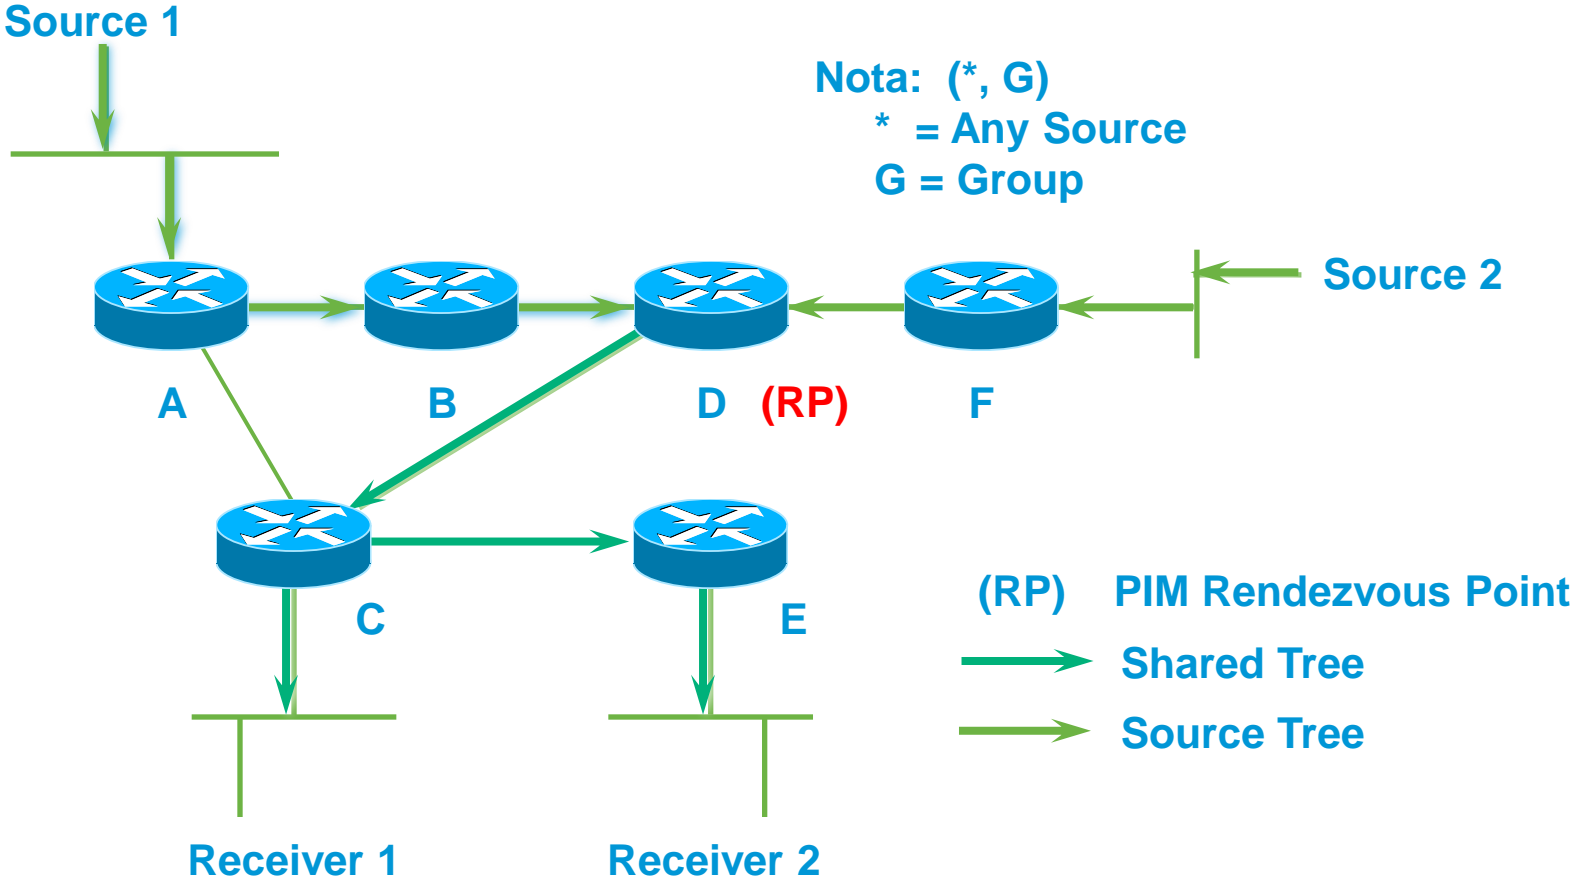 Source 1
Nota: (*, G)
* = Any Source
G = Group
Source 2
A
B
D (RP)
F
C
E
(RP) PIM Rendezvous Point
Shared Tree
Source Tree
Receiver 1
Receiver 2